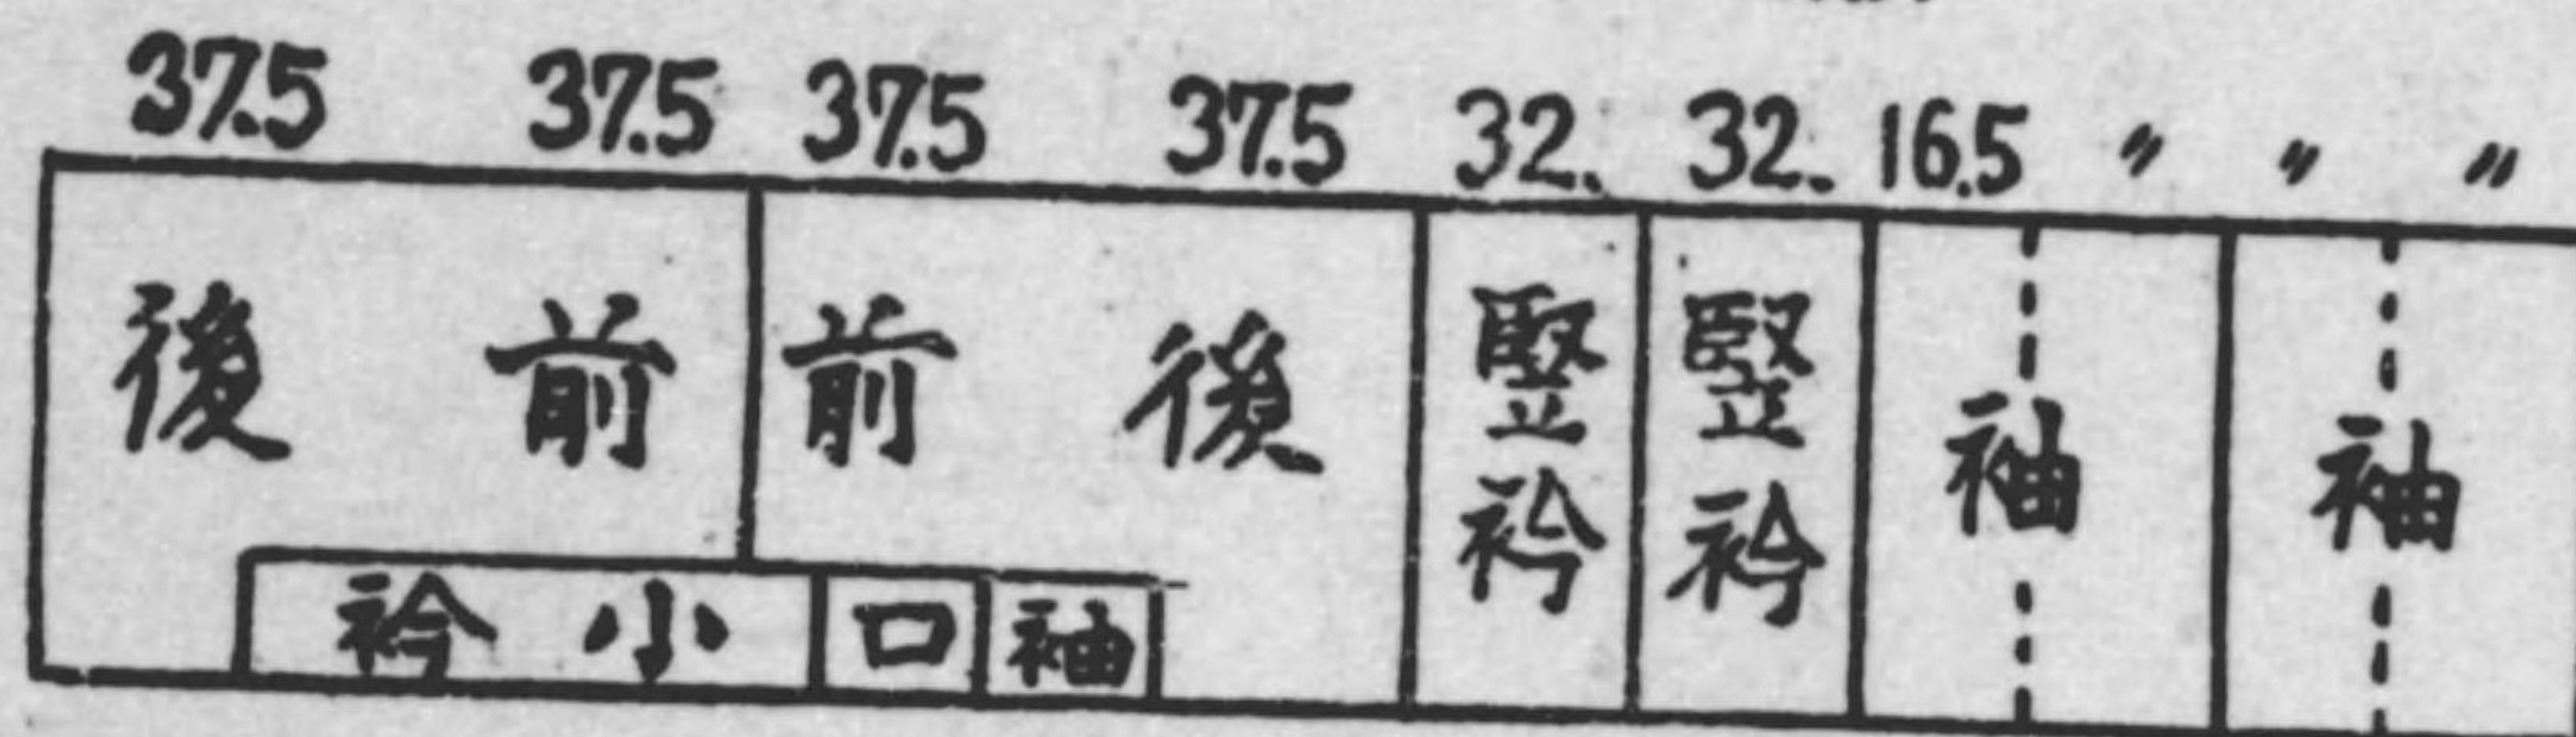 37.5 37.5 37.5 37.5 32. 32. 16.5 〃 〃 〃
後 前 前 後 竪衿 竪衿 袖 袖
衿 小 口 袖